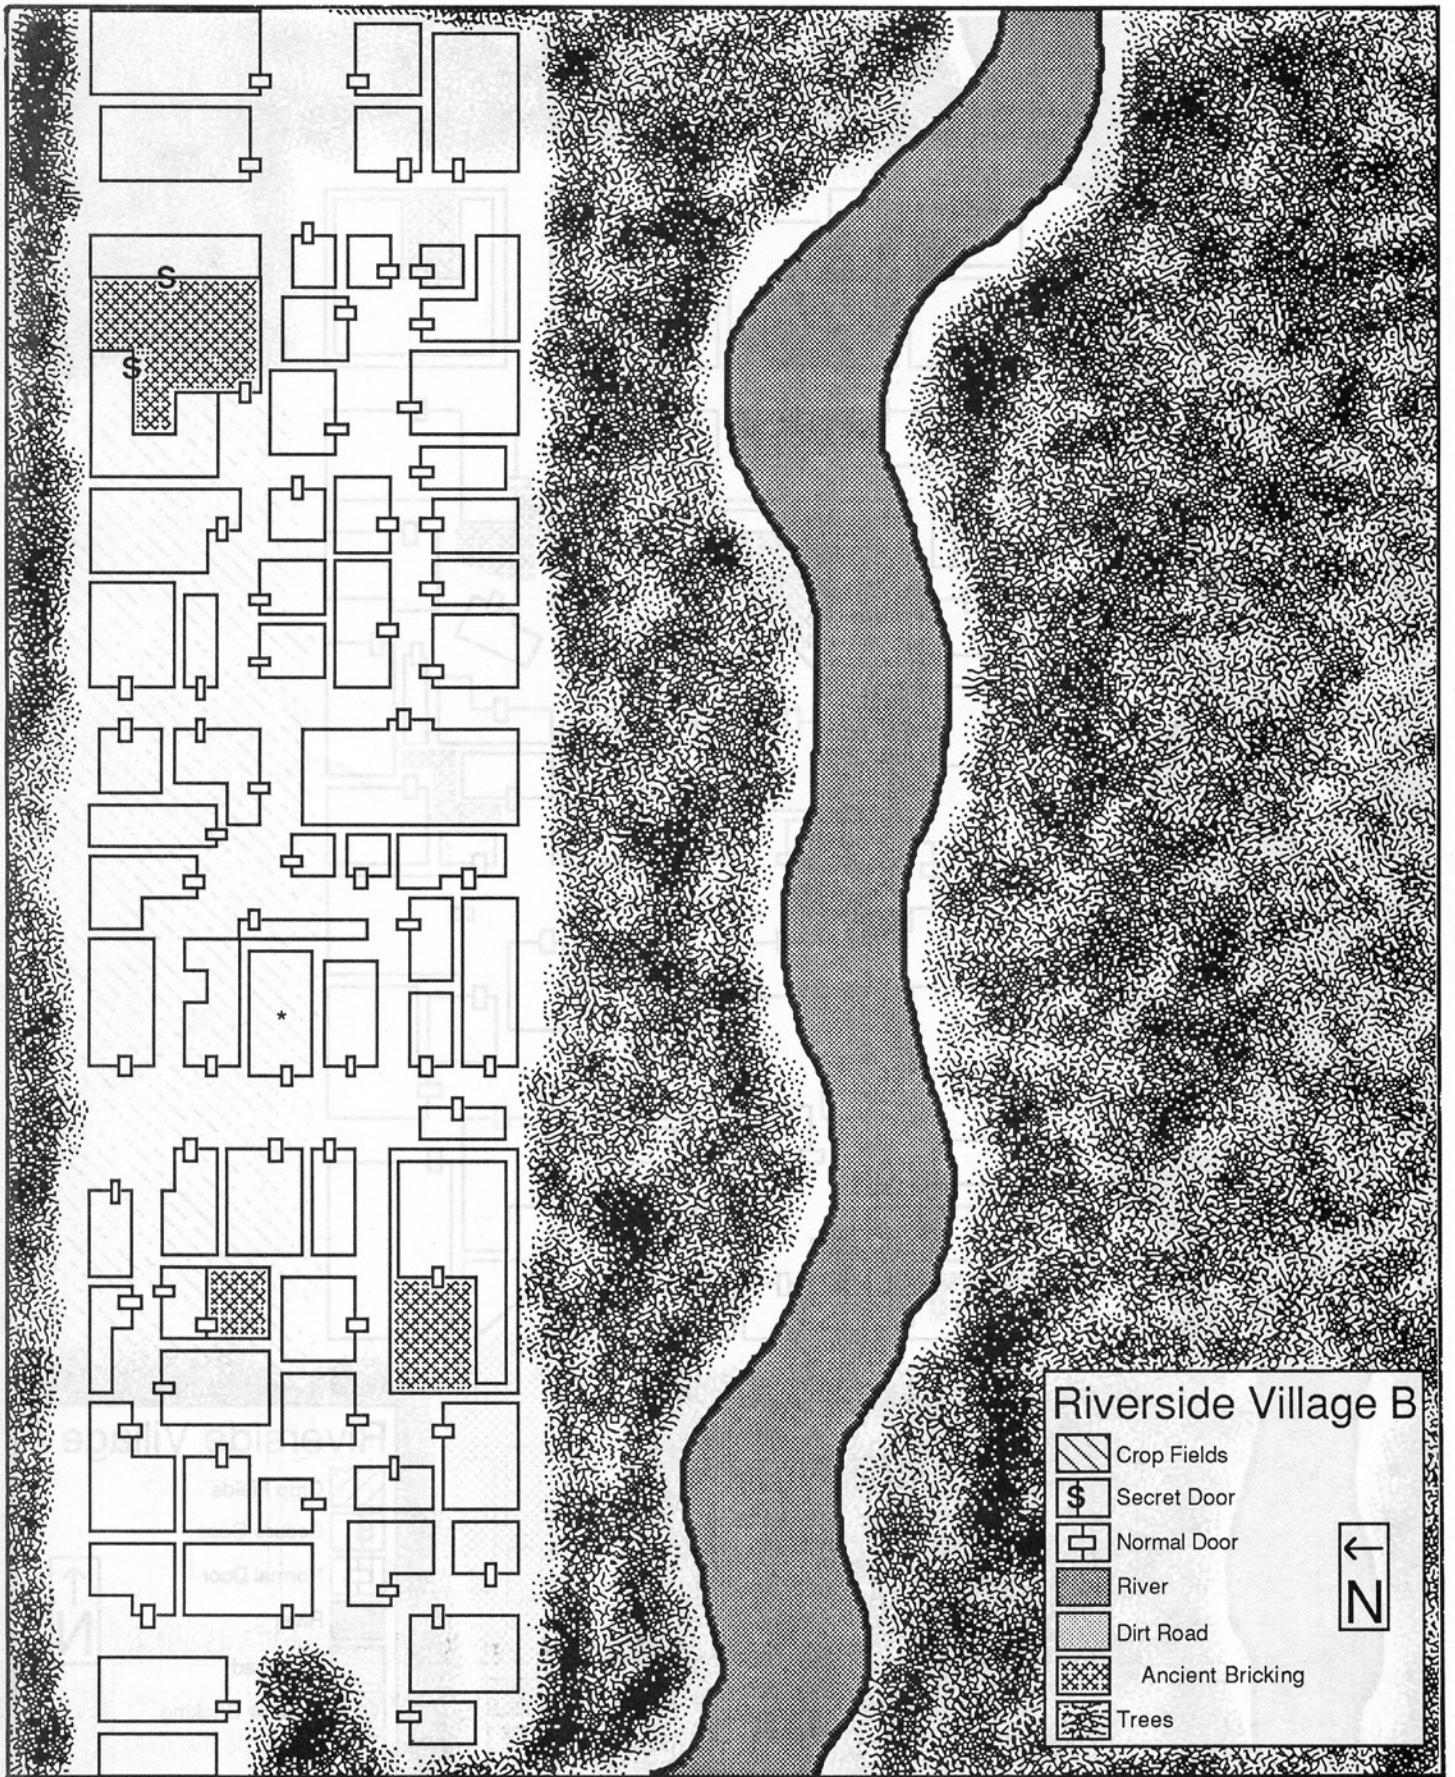 S
S
*
Riverside Village B
Crop Fields
S Secret Door
Normal Door
River
Dirt Road
Ancient Bricking
Trees
←
N